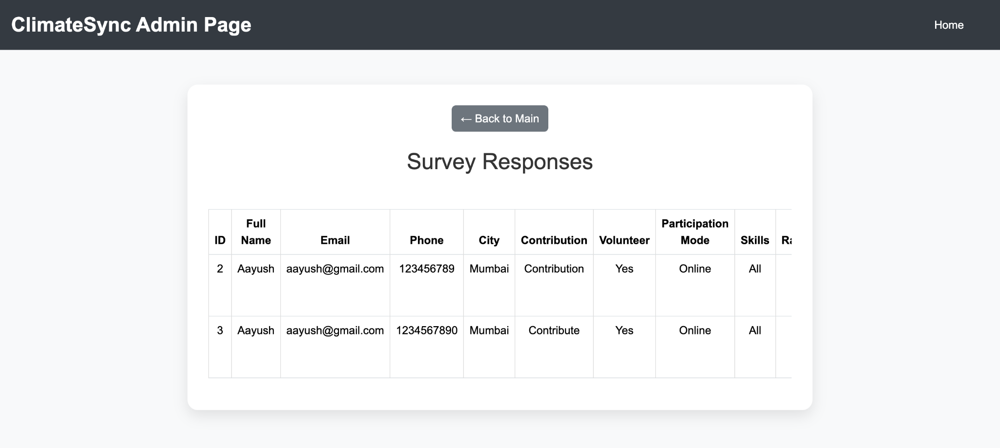 ClimateSync Admin Page
Home
← Back to Main
Survey Responses
ID Full Name Email Phone City Contribution Volunteer Participation Mode Skills
2 Aayush aayush@gmail.com 123456789 Mumbai Contribution Yes Online All
3 Aayush aayush@gmail.com 1234567890 Mumbai Contribute Yes Online All